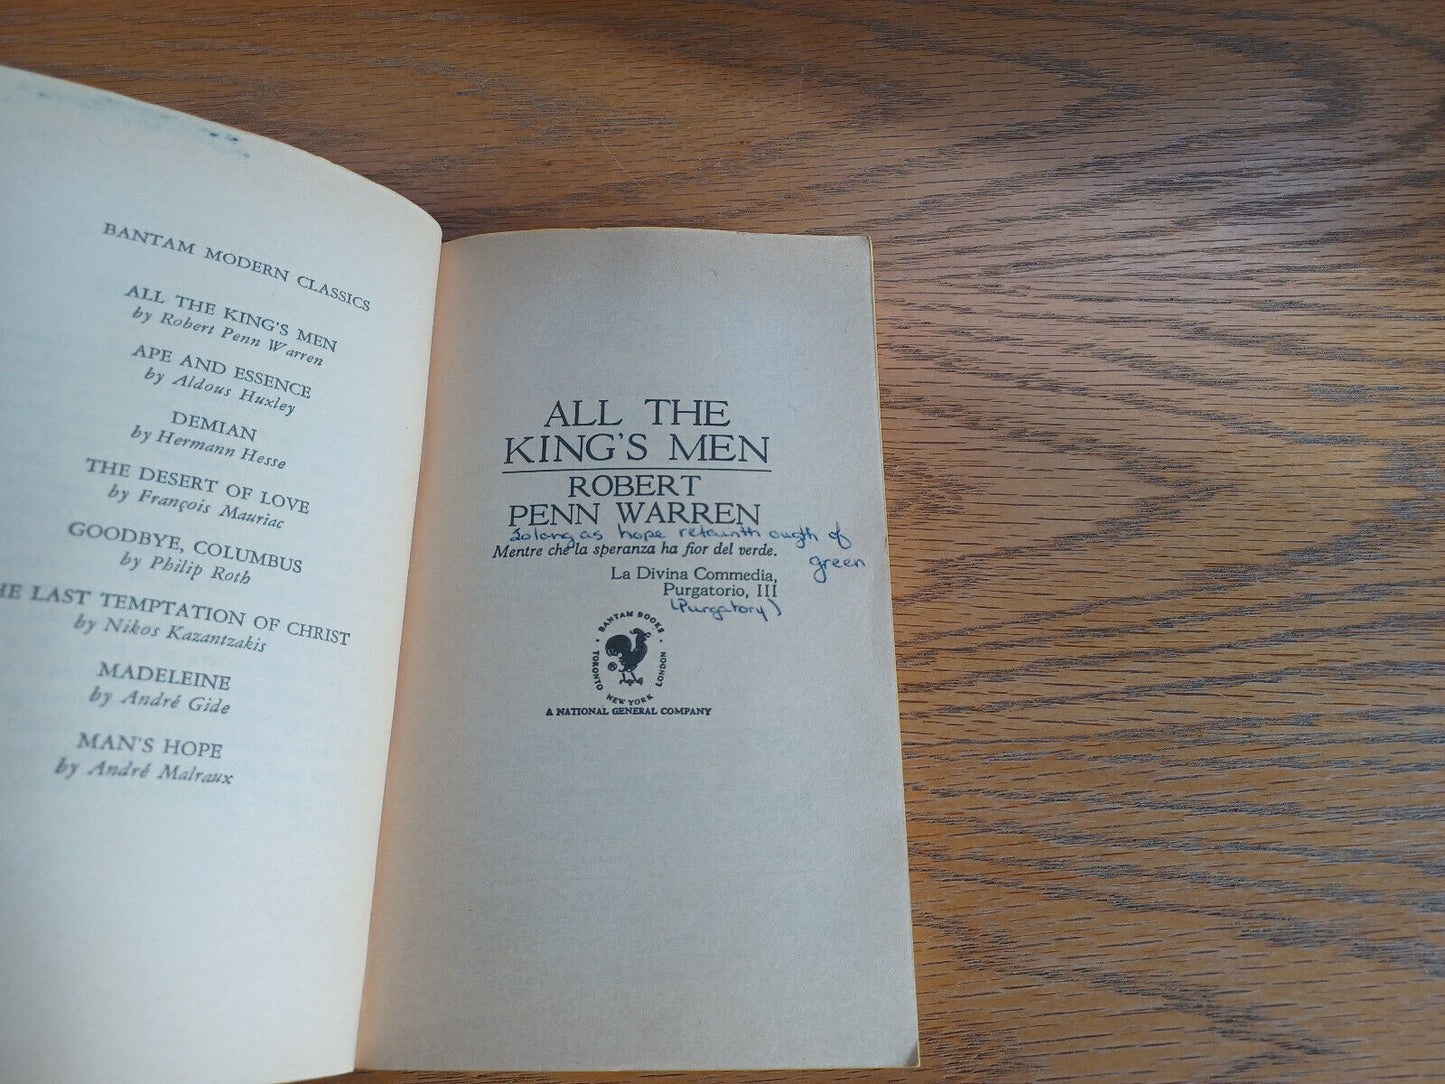 BANTAM MODERN CLASSICS
ALL THE KING'S MEN
by Robert Penn Warren
APE AND ESSENCE
by Aldous Huxley
DEMIAN
by Hermann Hesse
THE DESERT OF LOVE
by François Mauriac
GOODBYE, COLUMBUS
by Philip Roth
HE LAST TEMPTATION OF CHRIST
by Nikos Kazantzakis
MADELEINE
by André Gide
MAN'S HOPE
by André Malraux
ALL THE
KING'S MEN
ROBERT
PENN WARREN
So long as hope retainth ougth of
green
Mentre che la speranza ha fior del verde.
La Divina Commedia,
Purgatorio, III
(Purgatory)
BANTAM BOOKS
TORONTO • NEW YORK • LONDON
®
A NATIONAL GENERAL COMPANY